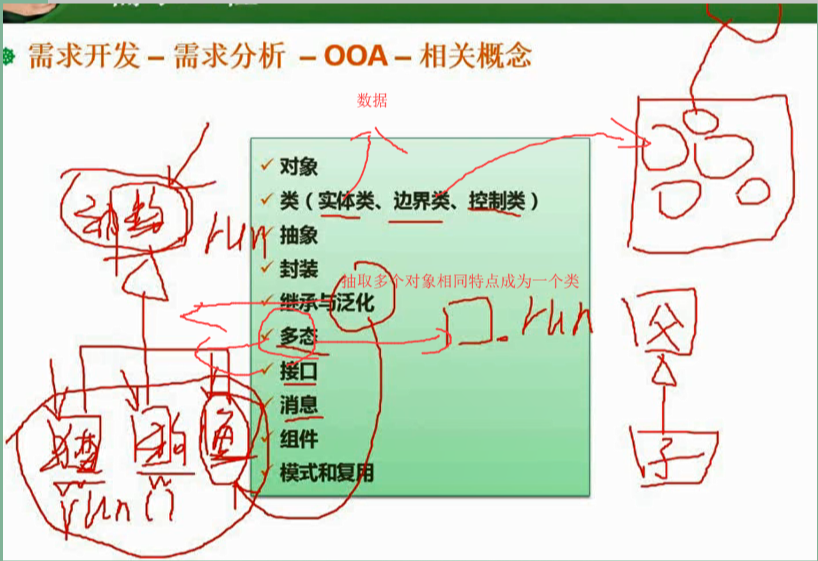 需求开发 – 需求分析 – OOA – 相关概念
数据
对象
类（实体类、边界类、控制类）
抽象
封装
抽取多个对象相同特点成为一个类
继承与泛化
多态
接口
消息
组件
模式和复用
动物
run
口.run
父
子
猫
狗
鱼
run()